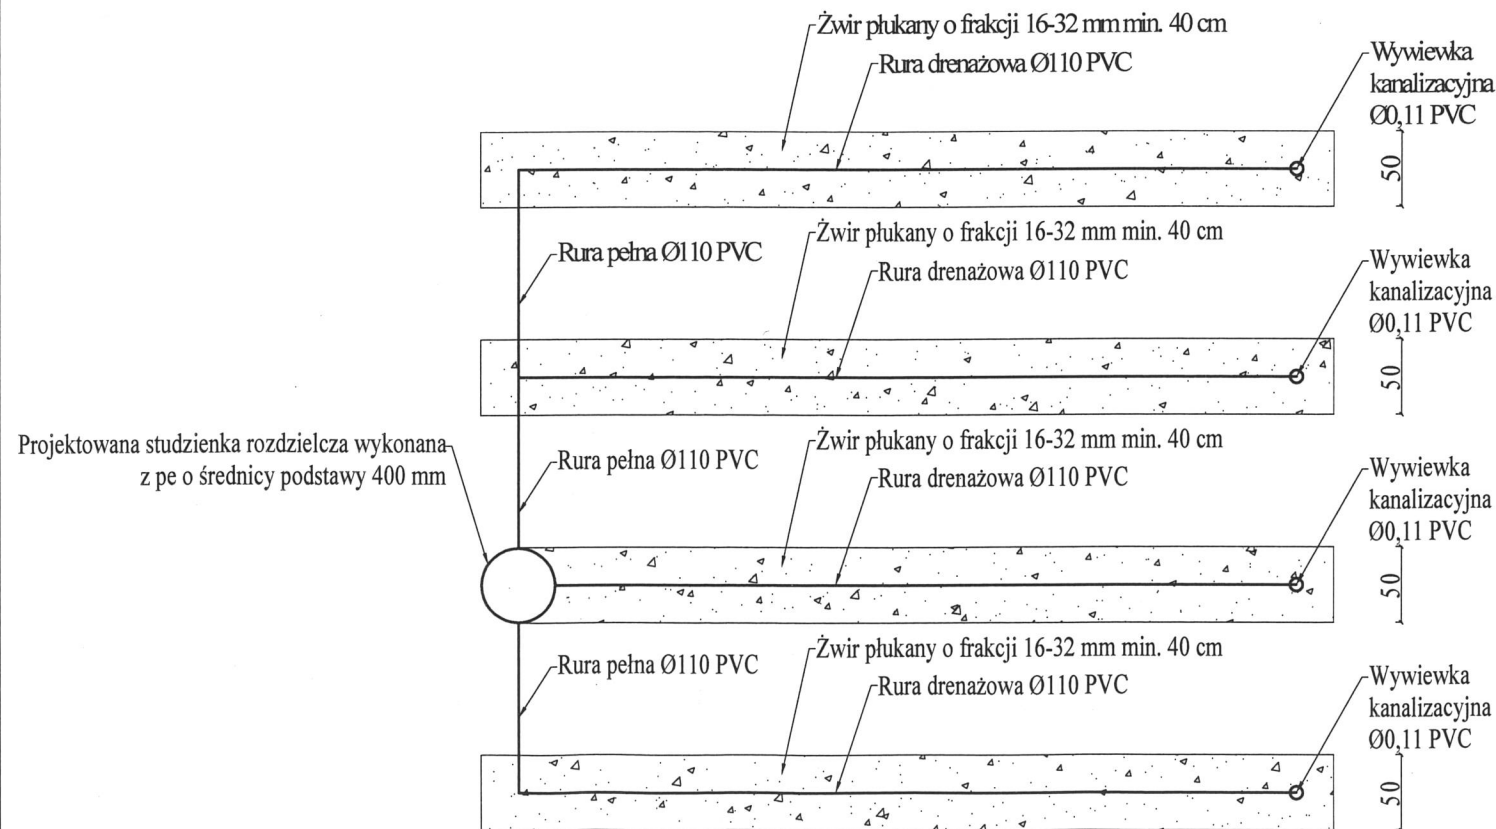 Żwir płukany o frakcji 16-32 mm min. 40 cm
Rura drenażowa Ø110 PVC
Wywiewka
kanalizacyjna
Ø0,11 PVC
50
Rura pełna Ø110 PVC
Żwir płukany o frakcji 16-32 mm min. 40 cm
Rura drenażowa Ø110 PVC
Wywiewka
kanalizacyjna
Ø0,11 PVC
50
Projektowana studzienka rozdzielcza wykonana
z pe o średnicy podstawy 400 mm
Rura pełna Ø110 PVC
Żwir płukany o frakcji 16-32 mm min. 40 cm
Rura drenażowa Ø110 PVC
Wywiewka
kanalizacyjna
Ø0,11 PVC
50
Rura pełna Ø110 PVC
Żwir płukany o frakcji 16-32 mm min. 40 cm
Rura drenażowa Ø110 PVC
Wywiewka
kanalizacyjna
Ø0,11 PVC
50